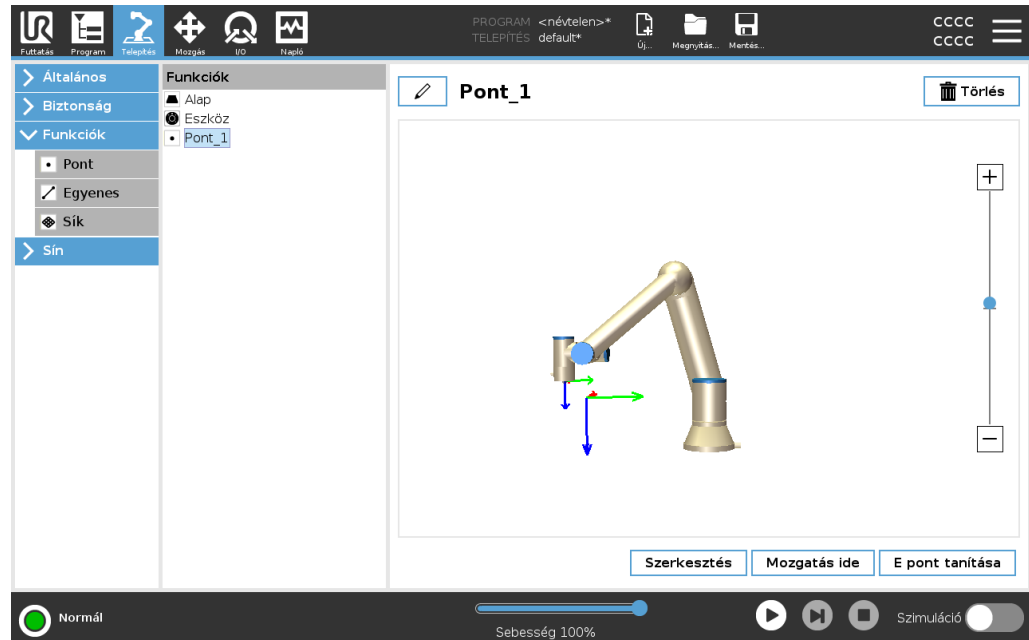 UR
PROGRAM <névtelen>*
TELEPÍTÉS default*
CCCC
CCCC
Futtatás Program Telepítés Mozgás I/O Napló Új... Megnyitás... Mentés...
Általános
Biztonság
Funkciók
Pont
Egyenes
Sík
Sín
Funkciók
Alap
Eszköz
Pont_1
Pont_1
Törlés
Szerkesztés Mozgatás ide E pont tanítása
Normál
Sebesség 100%
Szimuláció